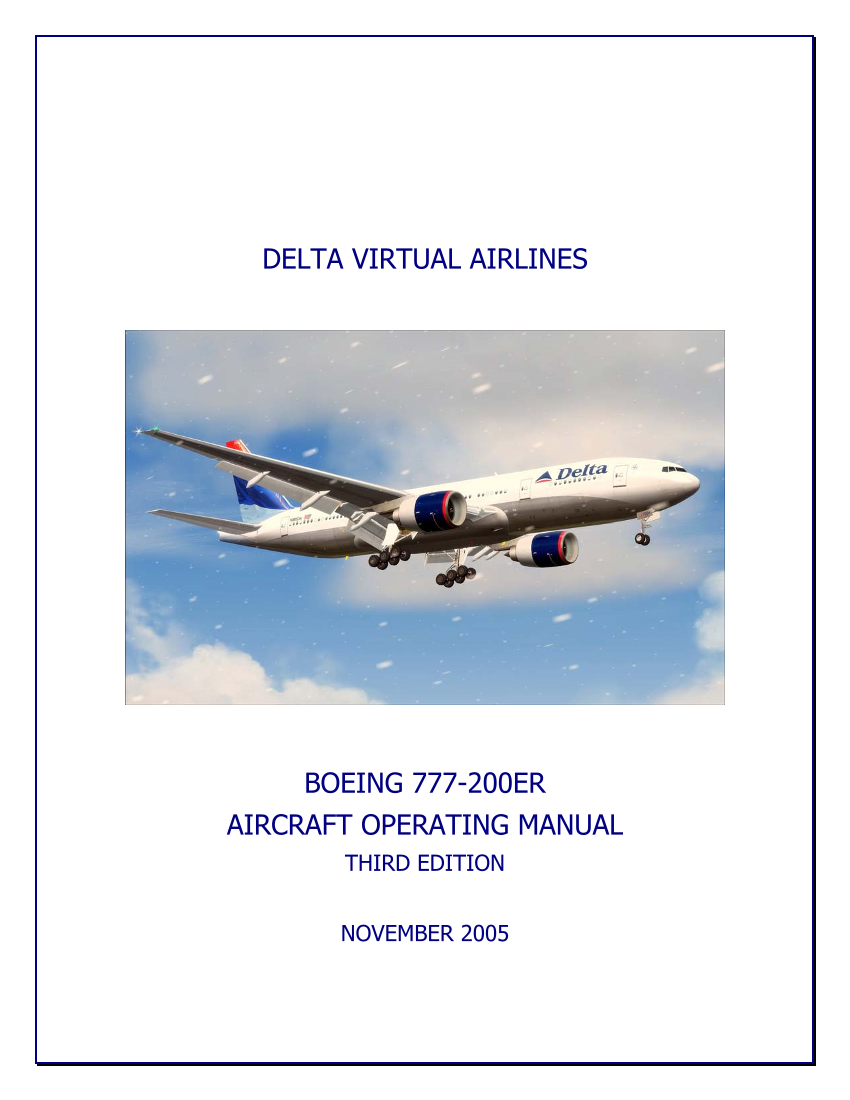 DELTA VIRTUAL AIRLINES
Delta
BOEING 777-200ER
AIRCRAFT OPERATING MANUAL
THIRD EDITION
NOVEMBER 2005